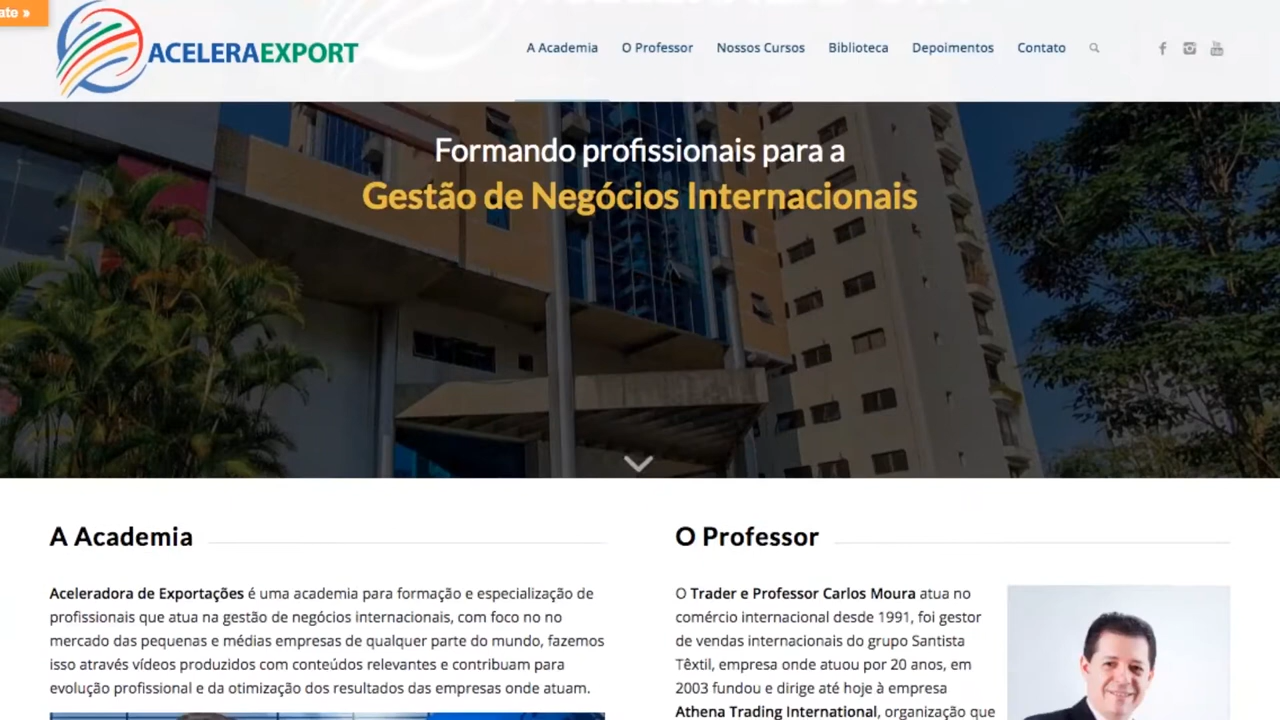 ate »
ACELERAEXPORT
A Academia
O Professor
Nossos Cursos
Biblioteca
Depoimentos
Contato
Formando profissionais para a
Gestão de Negócios Internacionais
A Academia
Aceleradora de Exportações é uma academia para formação e especialização de
profissionais que atua na gestão de negócios internacionais, com foco no no
mercado das pequenas e médias empresas de qualquer parte do mundo, fazemos
isso através vídeos produzidos com conteúdos relevantes e contribuam para
evolução profissional e da otimização dos resultados das empresas onde atuam.
O Professor
O Trader e Professor Carlos Moura atua no
comércio internacional desde 1991, foi gestor
de vendas internacionais do grupo Santista
Têxtil, empresa onde atuou por 20 anos, em
2003 fundou e dirige até hoje à empresa
Athena Trading International, organização que